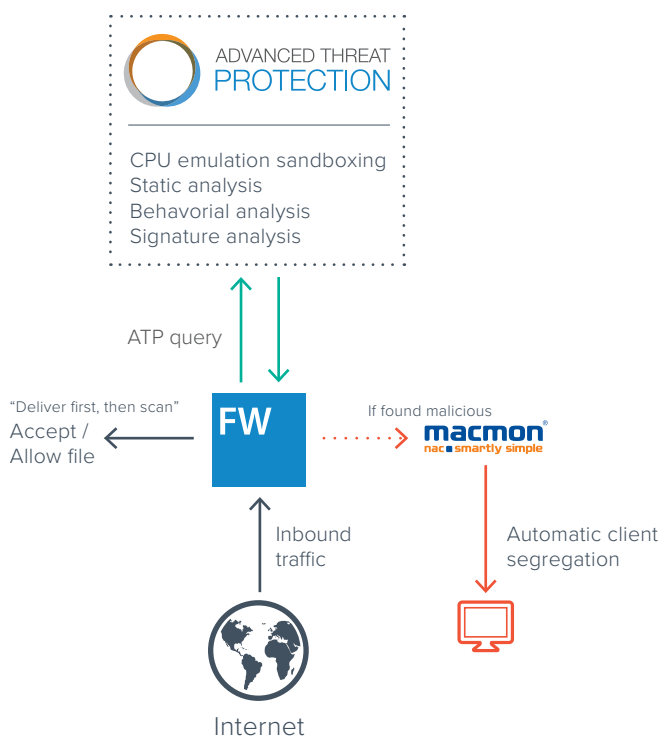 ADVANCED THREAT
PROTECTION
CPU emulation sandboxing
Static analysis
Behavorial analysis
Signature analysis
ATP query
“Deliver first, then scan”
Accept /
Allow file
FW
If found malicious
macmon®
nac smartly simple
Inbound
traffic
Automatic client
segregation
Internet